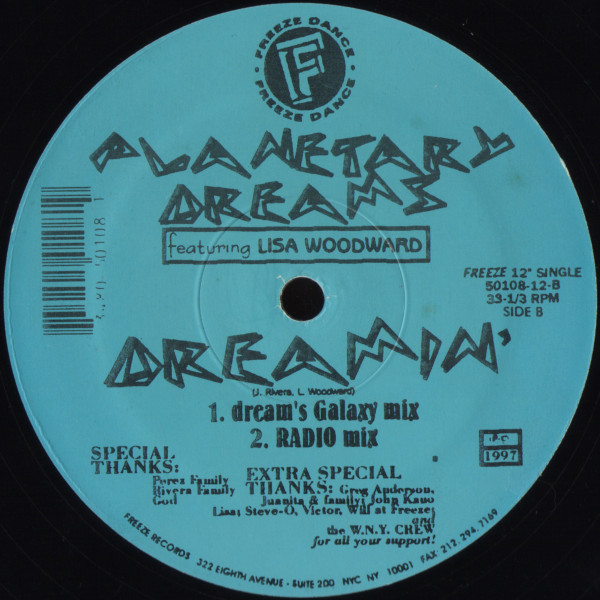 FREEZE DANCE
F
FREEZE DANCE
PLANETARY
DREAMS
featuring LISA WOODWARD
50108 1
FREEZE 12" SINGLE
50108-12-B
33-1/3 RPM
SIDE B
DREAMIN'
(J. Rivera, L. Woodward)
1. dream's Galaxy mix
2. RADIO mix
1997
SPECIAL
THANKS:
Perez Family
Rivera Family
God
EXTRA SPECIAL
THANKS: Greg Anderson,
Juanita & family; John Kano
Lisa; Steve-O, Victor, Will at Freeze;
and
the W.N.Y. CREW
for all your support!
FREEZE RECORDS 322 EIGHTH AVENUE - SUITE 200 NYC NY 10001 FAX 212.294.7169